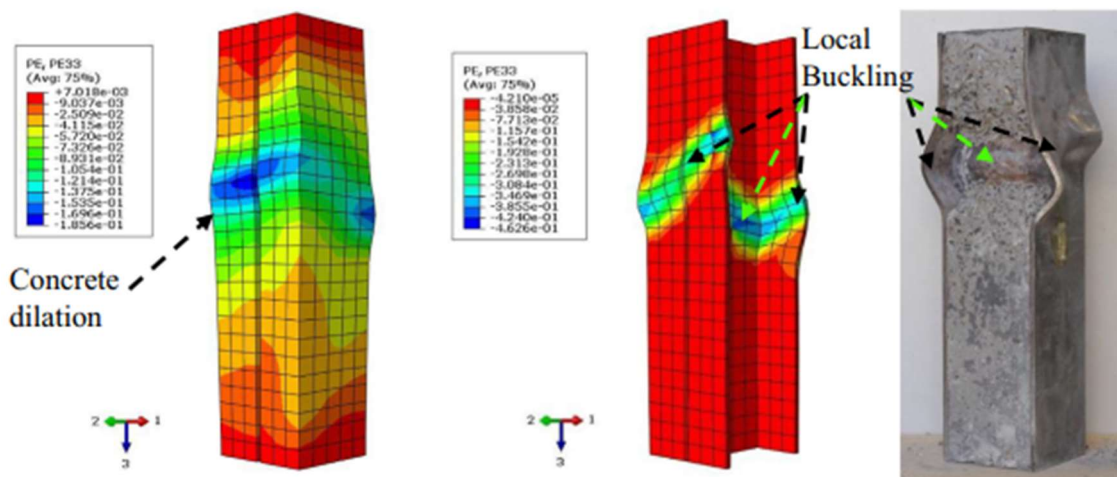 PE, PE33
(Avg: 75%)
+7.018e-03
-9.037e-03
-2.509e-02
-4.115e-02
-5.720e-02
-7.326e-02
-8.931e-02
-1.054e-01
-1.214e-01
-1.375e-01
-1.535e-01
-1.696e-01
-1.856e-01
Concrete
dilation
2
1
3
PE, PE33
(Avg: 75%)
-4.210e-05
-3.858e-02
-7.713e-02
-1.157e-01
-1.542e-01
-1.928e-01
-2.313e-01
-2.698e-01
-3.084e-01
-3.469e-01
-3.855e-01
-4.240e-01
-4.626e-01
Local
Buckling
2
1
3